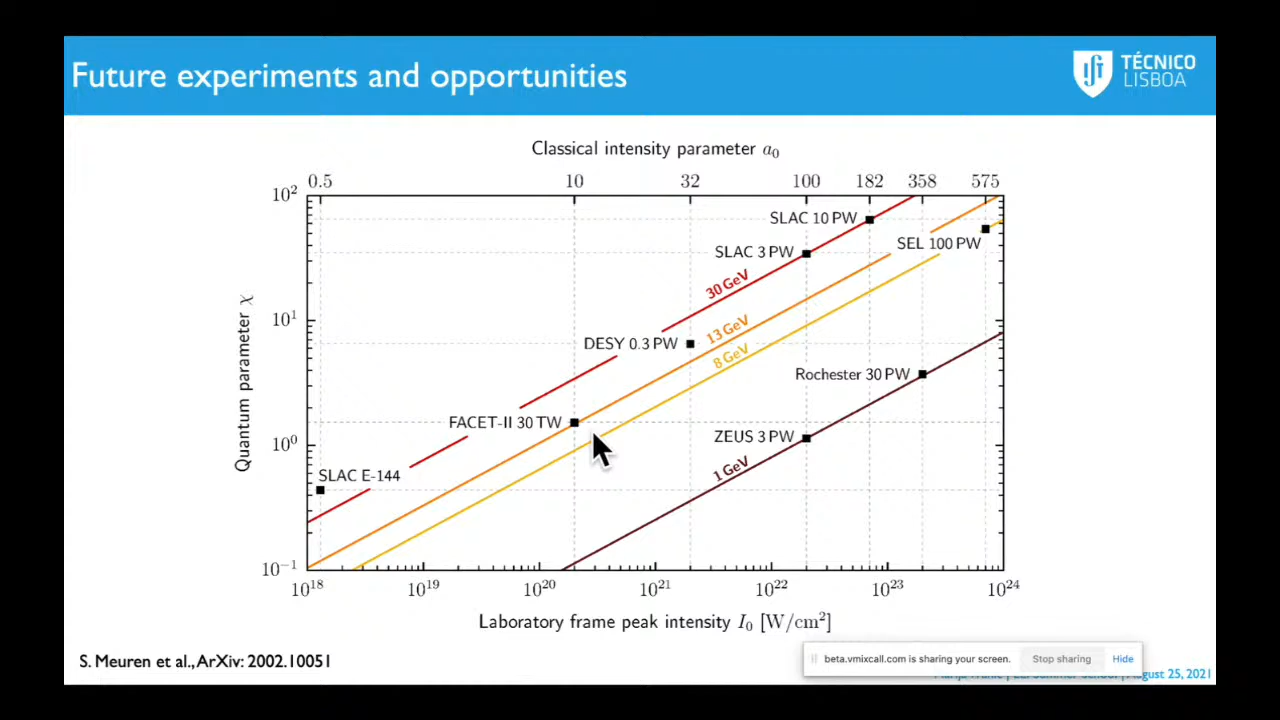 Future experiments and opportunities
TÉCNICO
LISBOA
Classical intensity parameter a₀
0.5 10 32 100 182 358 575
10²
SLAC 10 PW
SEL 100 PW
SLAC 3 PW
30 GeV
10¹
13 GeV
DESY 0.3 PW
8 GeV
Rochester 30 PW
FACET-II 30 TW
ZEUS 3 PW
10⁰
1 GeV
SLAC E-144
10⁻¹
Quantum parameter χ
10¹⁸ 10¹⁹ 10²⁰ 10²¹ 10²² 10²³ 10²⁴
Laboratory frame peak intensity I₀ [W/cm²]
S. Meuren et al., ArXiv: 2002.10051
beta.vmixcall.com is sharing your screen. Stop sharing Hide
August 25, 2021